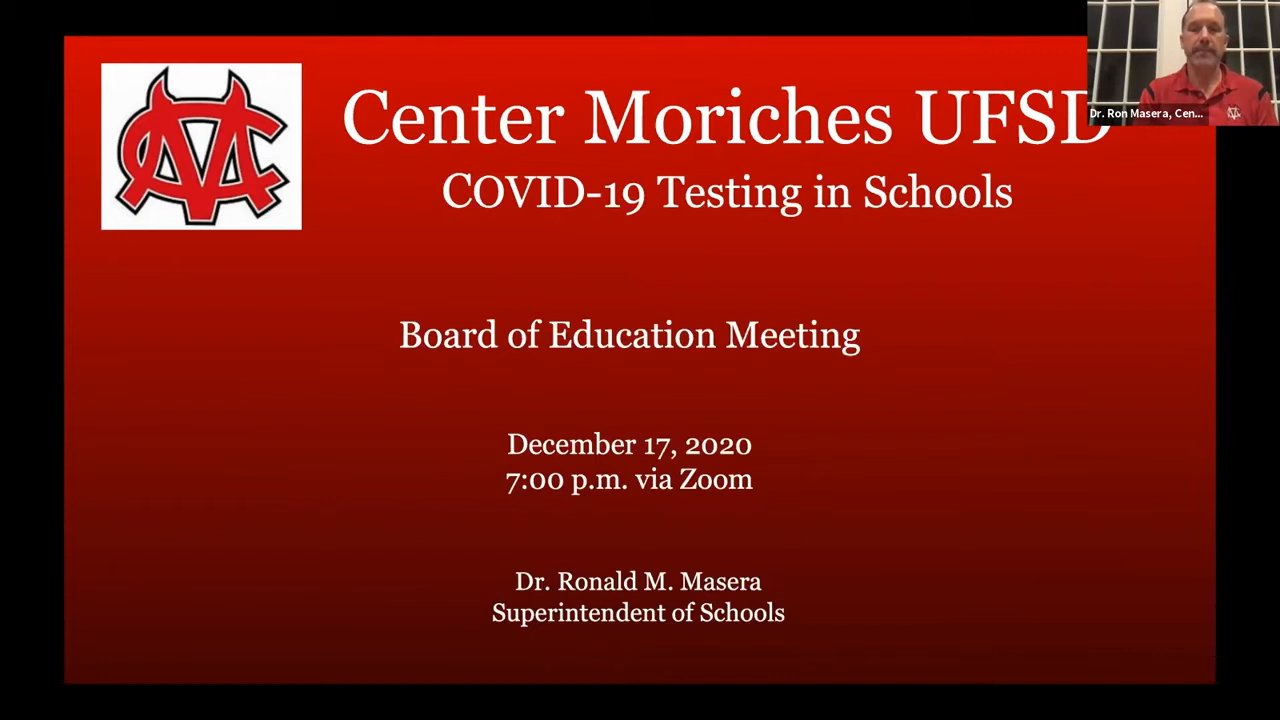 Center Moriches UFSD
COVID-19 Testing in Schools
Dr. Ron Masera, Cen...
Board of Education Meeting
December 17, 2020
7:00 p.m. via Zoom
Dr. Ronald M. Masera
Superintendent of Schools